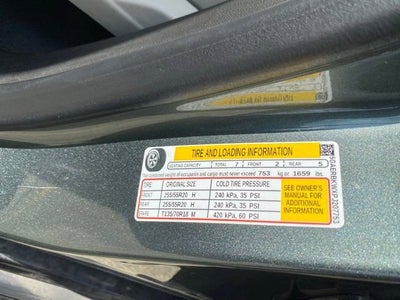 TIRE AND LOADING INFORMATION
SEATING CAPACITY TOTAL 7 FRONT 2 REAR 5
The combined weight of occupants and cargo must never exceed 753 kg or 1659 lbs.
TIRE ORIGINAL SIZE COLD TIRE PRESSURE
FRONT 255/55R20 H 240 kPa, 35 PSI
REAR 255/55R20 H 240 kPa, 35 PSI
SPARE T135/70R18 M 420 kPa, 60 PSI
SEE OWNER'S
MANUAL FOR
ADDITIONAL
INFORMATION